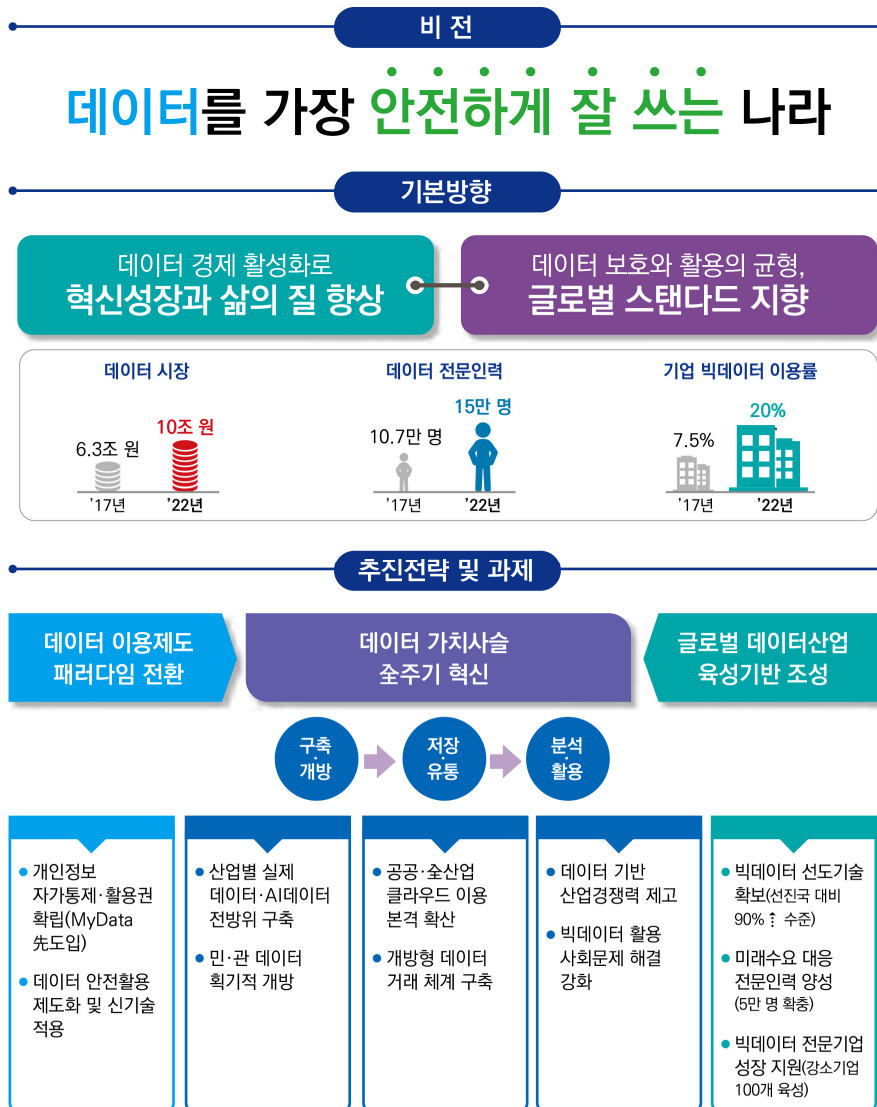 비 전
데이터를 가장 안전하게 잘 쓰는 나라
기본방향
데이터 경제 활성화로
혁신성장과 삶의 질 향상
데이터 보호와 활용의 균형,
글로벌 스탠다드 지향
데이터 시장
6.3조 원
10조 원
’17년
’22년
데이터 전문인력
10.7만 명
15만 명
’17년
’22년
기업 빅데이터 이용률
7.5%
20%
’17년
’22년
추진전략 및 과제
데이터 이용제도
패러다임 전환
데이터 가치사슬
全주기 혁신
글로벌 데이터산업
육성기반 조성
구축·
개방
저장·
유통
분석·
활용
• 개인정보
자가통제·활용권
확립(MyData
先도입)
• 데이터 안전활용
제도화 및 신기술
적용
• 산업별 실제
데이터·AI데이터
전방위 구축
• 민·관 데이터
획기적 개방
• 공공·全산업
클라우드 이용
본격 확산
• 개방형 데이터
거래 체계 구축
• 데이터 기반
산업경쟁력 제고
• 빅데이터 활용
사회문제 해결
강화
• 빅데이터 선도기술
확보(선진국 대비
90%↑ 수준)
• 미래수요 대응
전문인력 양성
(5만 명 확충)
• 빅데이터 전문기업
성장 지원(강소기업
100개 육성)